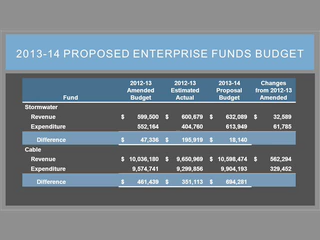 2013-14 PROPOSED ENTERPRISE FUNDS BUDGET
Fund 2012-13 Amended Budget 2012-13 Estimated Actual 2013-14 Proposal Budget Changes from 2012-13 Amended
Stormwater
Revenue $ 599,500 $ 600,679 $ 632,089 $ 32,589
Expenditure 552,164 404,760 613,949 61,785
Difference $ 47,336 $ 195,919 $ 18,140
Cable
Revenue $ 10,036,180 $ 9,650,969 $ 10,598,474 $ 562,294
Expenditure 9,574,741 9,299,856 9,904,193 329,452
Difference $ 461,439 $ 351,113 $ 694,281